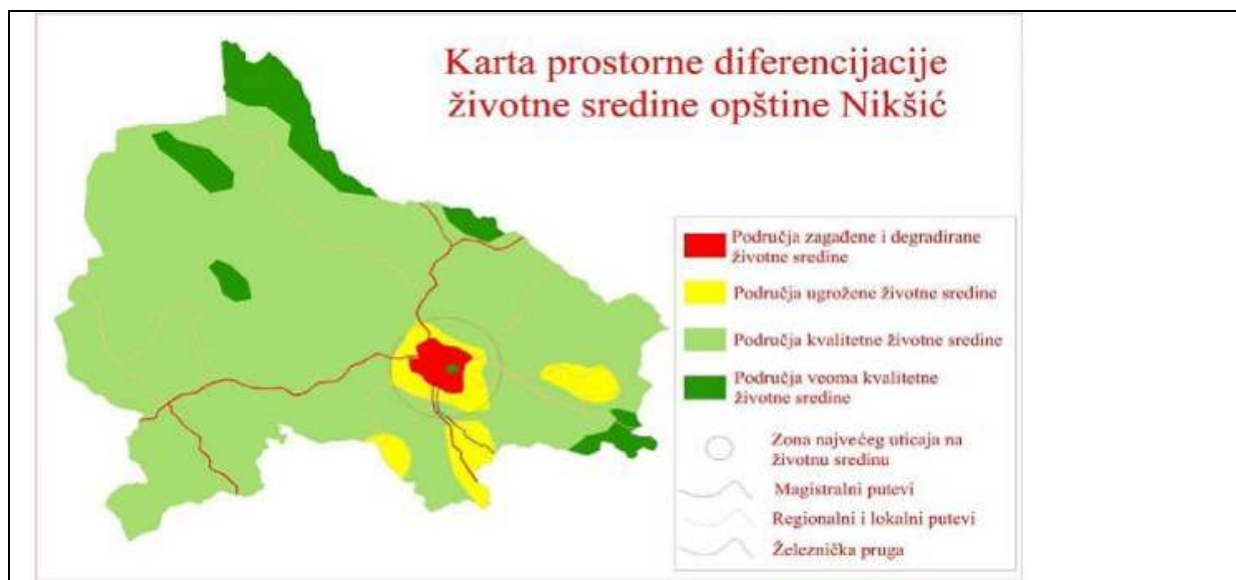 Karta prostorne diferencijacije
životne sredine opštine Nikšić
Područja zagađene i degradirane
životne sredine
Područja ugrožene životne sredine
Područja kvalitetne životne sredine
Područja veoma kvalitetne
životne sredine
Zona najvećeg uticaja na
životnu sredinu
Magistralni putevi
Regionalni i lokalni putevi
Železnička pruga